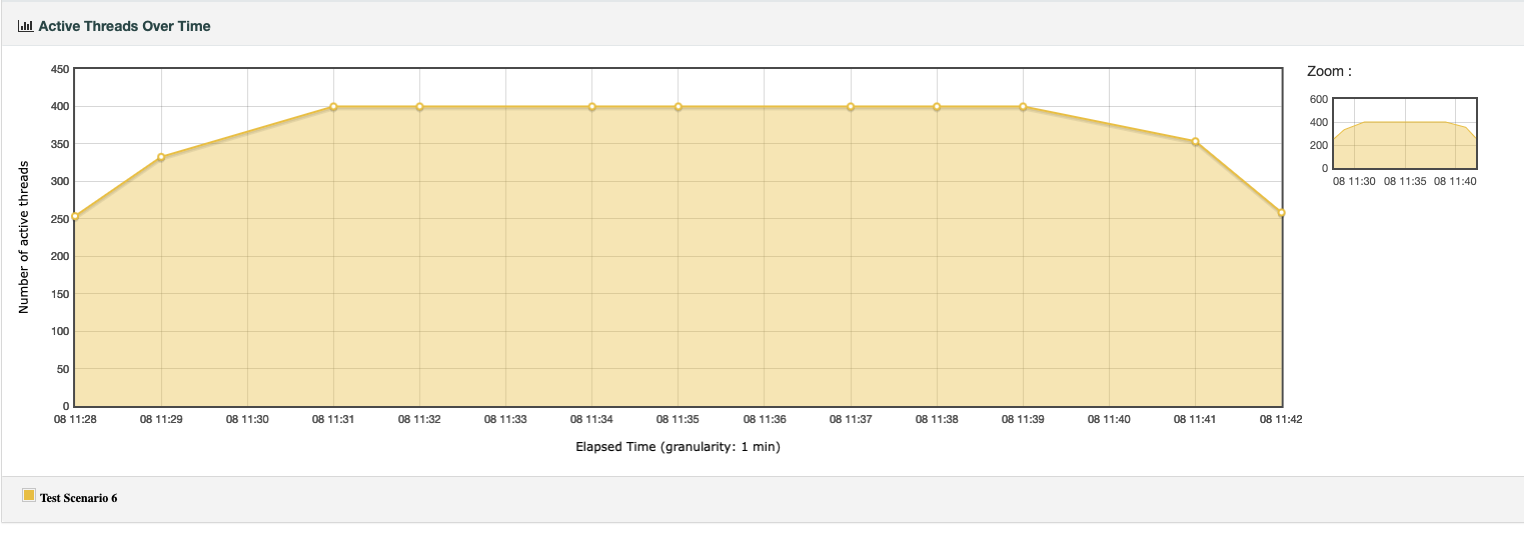 Active Threads Over Time
Number of active threads
450
400
350
300
250
200
150
100
50
0
08 11:28 08 11:29 08 11:30 08 11:31 08 11:32 08 11:33 08 11:34 08 11:35 08 11:36 08 11:37 08 11:38 08 11:39 08 11:40 08 11:41 08 11:42
Elapsed Time (granularity: 1 min)
Zoom :
600
400
200
0
08 11:30 08 11:35 08 11:40
Test Scenario 6